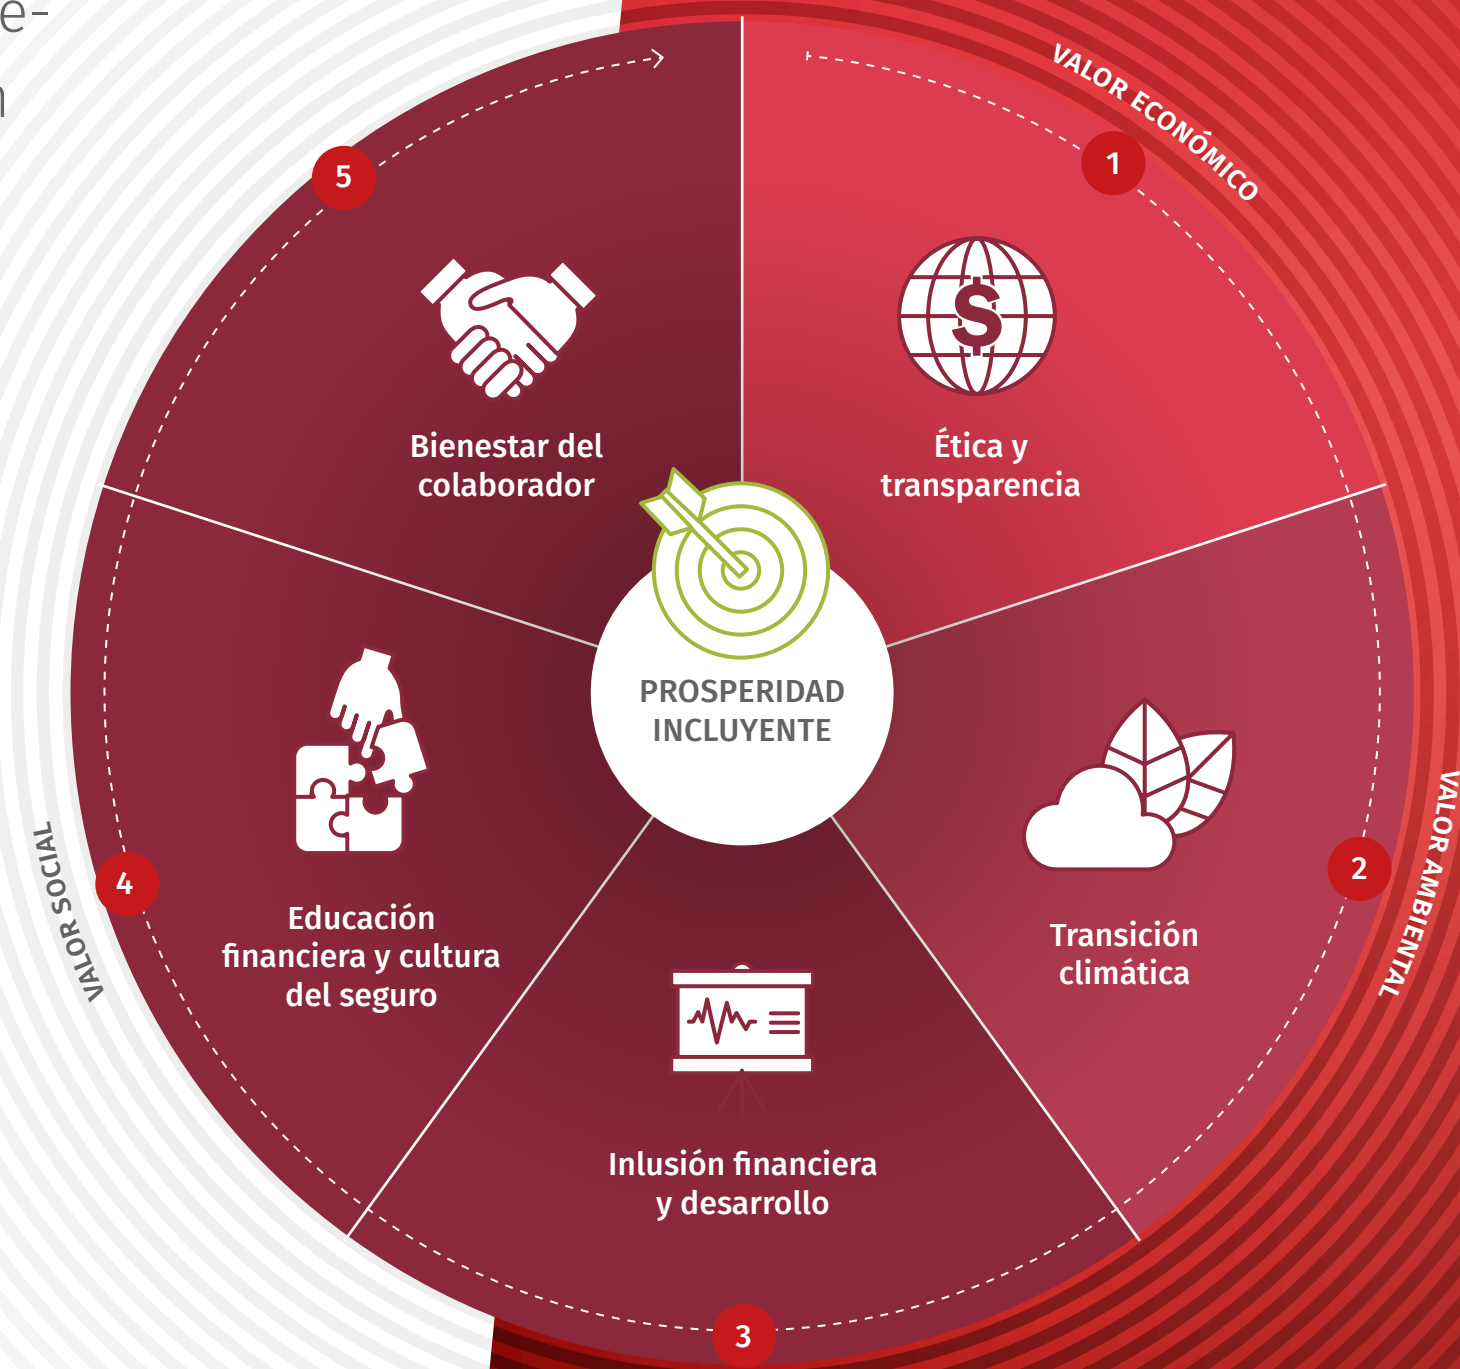 e-
VALOR ECONÓMICO
1
Ética y
transparencia
VALOR AMBIENTAL
2
Transición
climática
3
Inlusión financiera
y desarrollo
VALOR SOCIAL
4
Educación
financiera y cultura
del seguro
5
Bienestar del
colaborador
PROSPERIDAD
INCLUYENTE